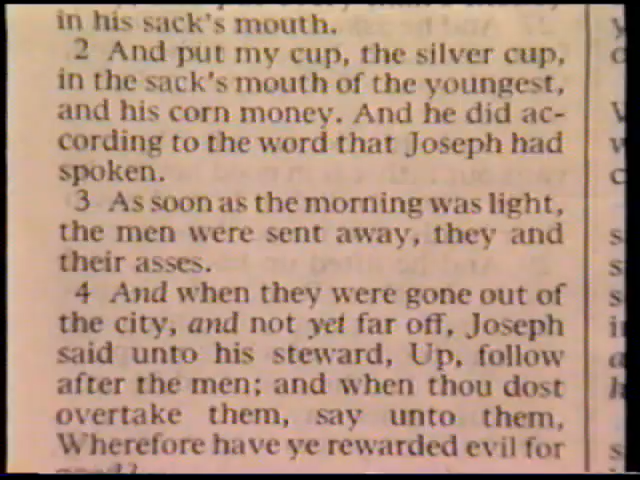 in his sack's mouth.
2 And put my cup, the silver cup,
in the sack's mouth of the youngest,
and his corn money. And he did ac-
cording to the word that Joseph had
spoken.
3 As soon as the morning was light,
the men were sent away, they and
their asses.
4 And when they were gone out of
the city, and not yet far off, Joseph
said unto his steward, Up, follow
after the men; and when thou dost
overtake them, say unto them,
Wherefore have ye rewarded evil for